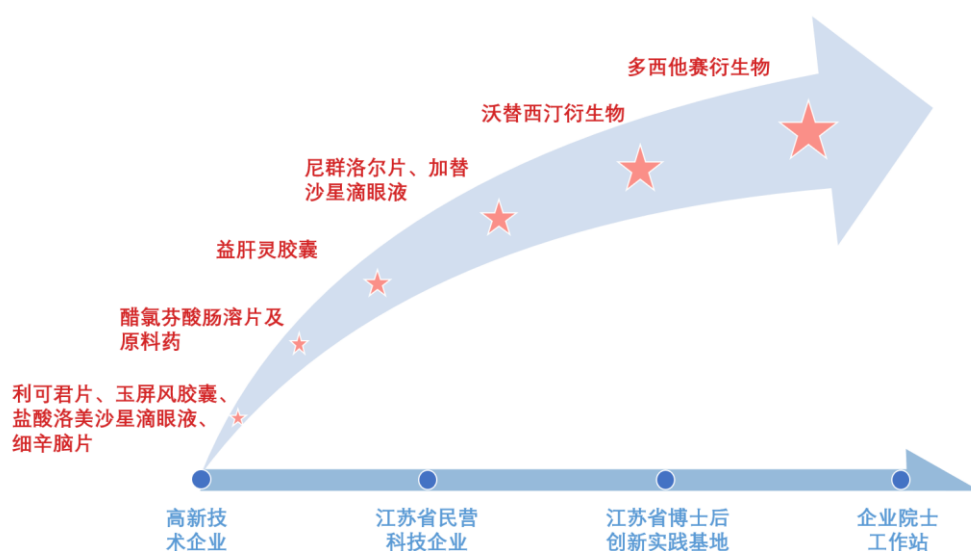 多西他赛衍生物
沃替西汀衍生物
尼群洛尔片、加替
沙星滴眼液
益肝灵胶囊
醋氯芬酸肠溶片及
原料药
利可君片、玉屏风胶囊、
盐酸洛美沙星滴眼液、
细辛脑片
高新技
术企业
江苏省民营
科技企业
江苏省博士后
创新实践基地
企业院士
工作站